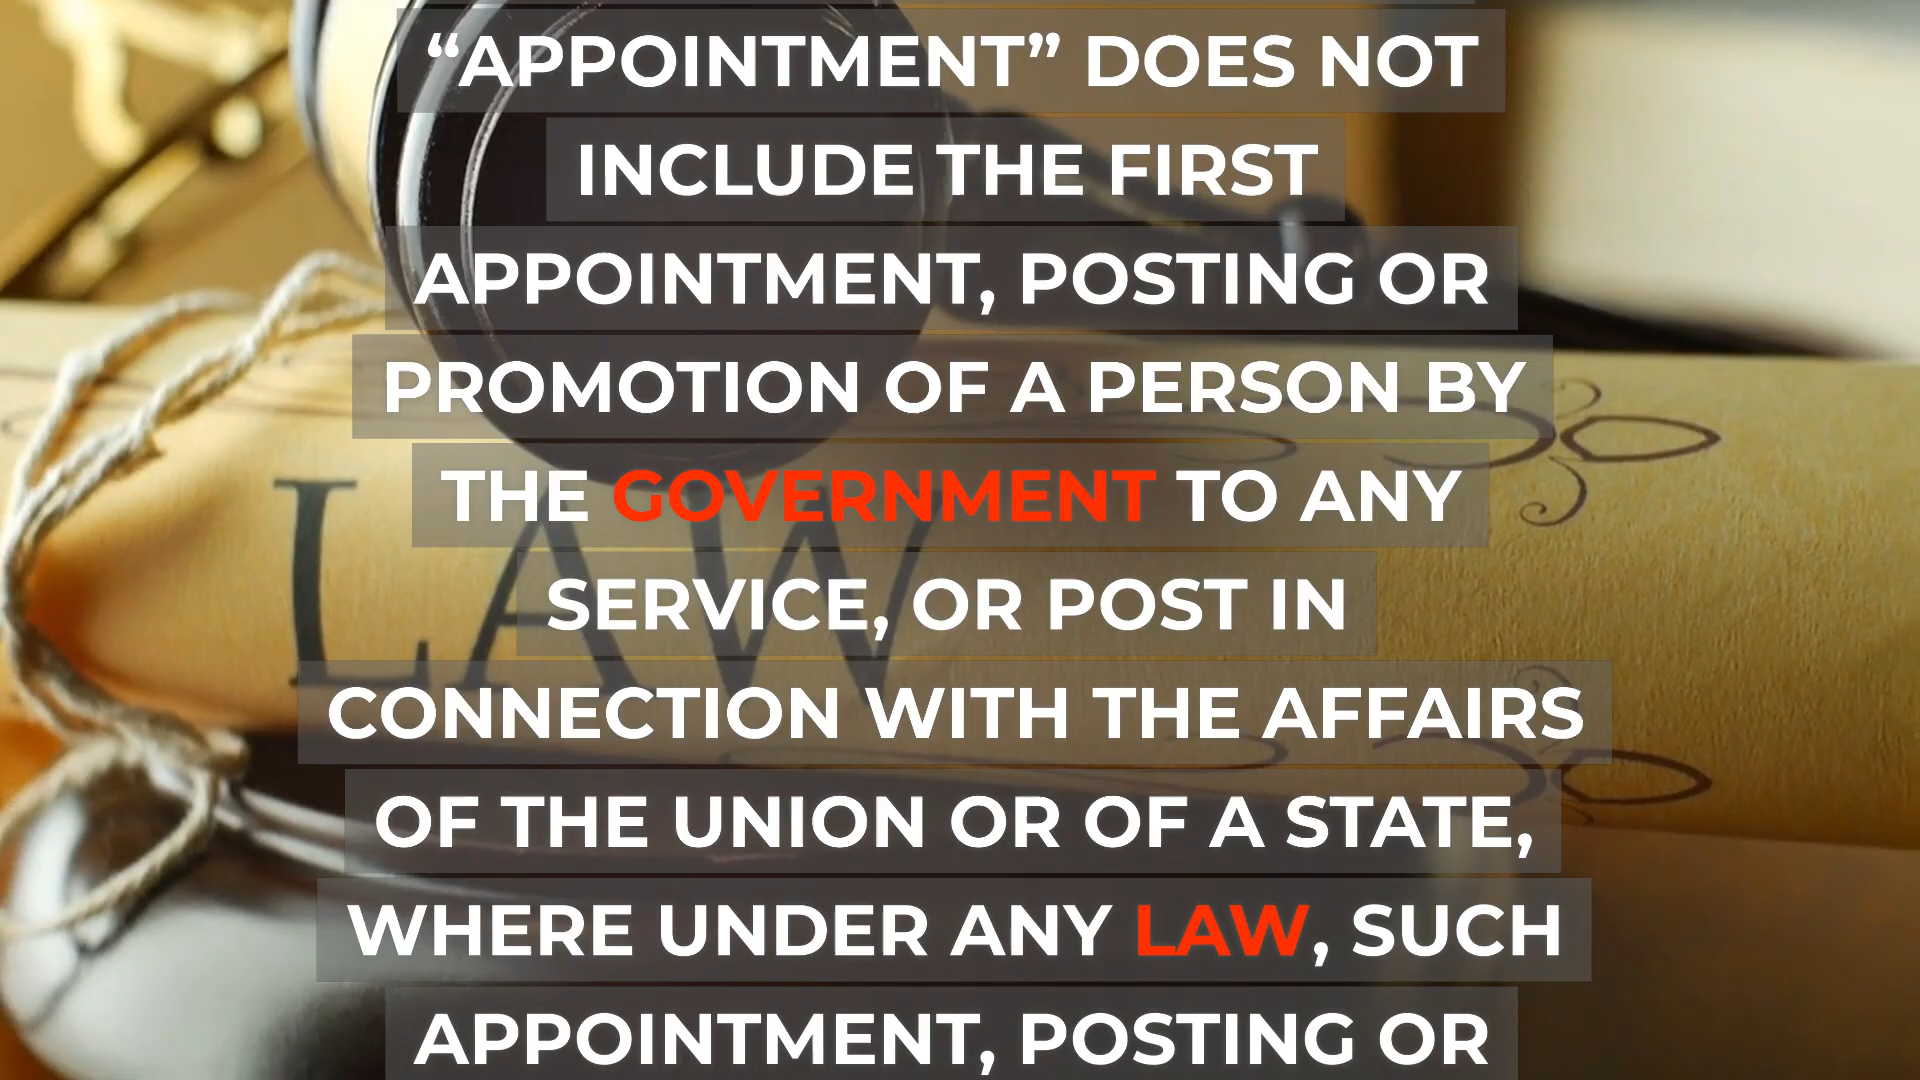 “APPOINTMENT” DOES NOT
INCLUDE THE FIRST
APPOINTMENT, POSTING OR
PROMOTION OF A PERSON BY
THE GOVERNMENT TO ANY
SERVICE, OR POST IN
CONNECTION WITH THE AFFAIRS
OF THE UNION OR OF A STATE,
WHERE UNDER ANY LAW, SUCH
APPOINTMENT, POSTING OR
LAW